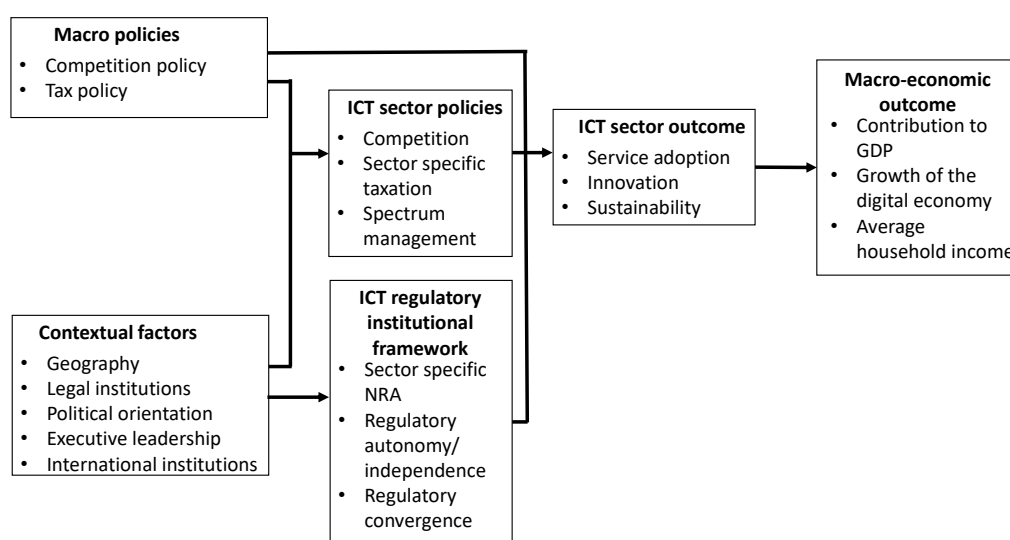 Macro policies
• Competition policy
• Tax policy
ICT sector policies
• Competition
• Sector specific
taxation
• Spectrum
management
ICT sector outcome
• Service adoption
• Innovation
• Sustainability
Macro-economic
outcome
• Contribution to
GDP
• Growth of the
digital economy
• Average
household income
Contextual factors
• Geography
• Legal institutions
• Political orientation
• Executive leadership
• International institutions
ICT regulatory
institutional
framework
• Sector specific
NRA
• Regulatory
autonomy/
independence
• Regulatory
convergence